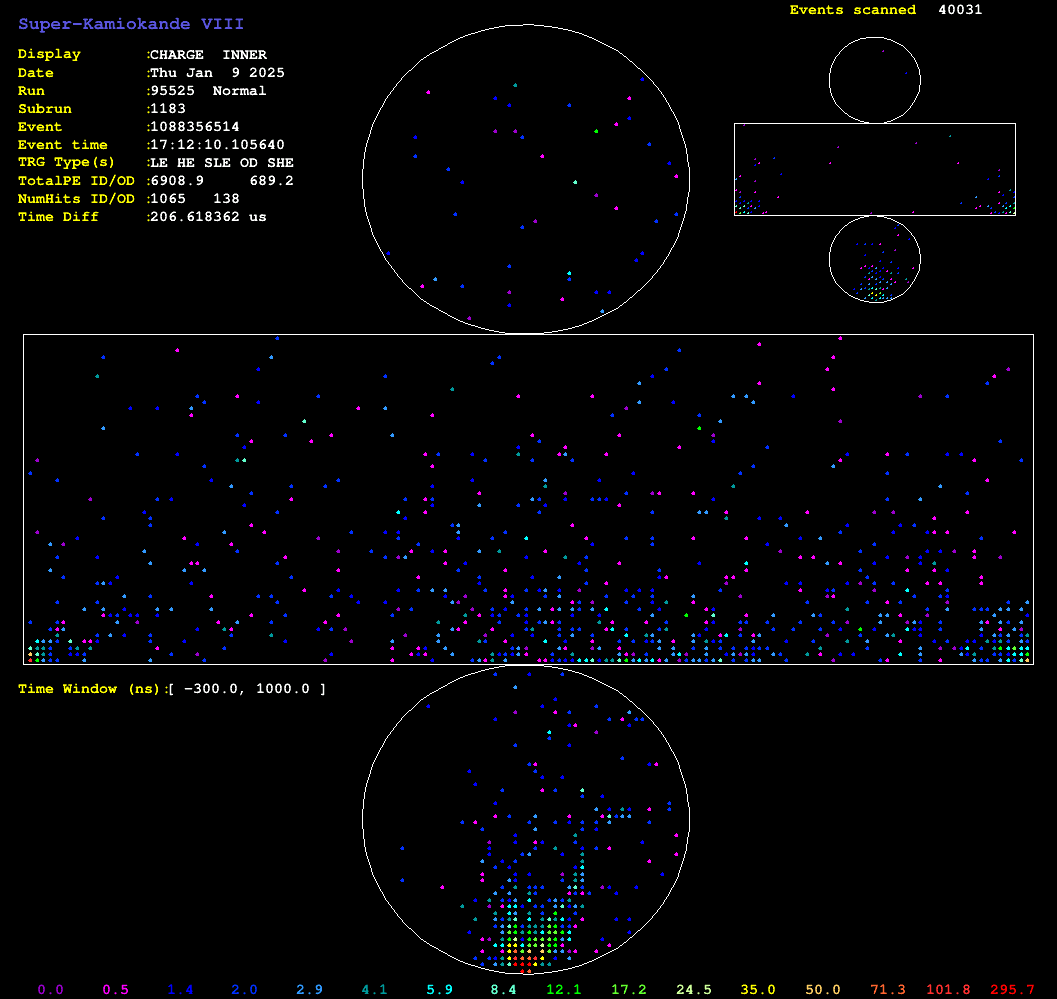 Super-Kamiokande VIII
Events scanned 40031
Display :CHARGE INNER
Date :Thu Jan 9 2025
Run :95525 Normal
Subrun :1183
Event :1088356514
Event time :17:12:10.105640
TRG Type(s) :LE HE SLE OD SHE
TotalPE ID/OD :6908.9 689.2
NumHits ID/OD :1065 138
Time Diff :206.618362 us
Time Window (ns):[ -300.0, 1000.0 ]
0.0 0.5 1.4 2.0 2.9 4.1 5.9 8.4 12.1 17.2 24.5 35.0 50.0 71.3 101.8 295.7